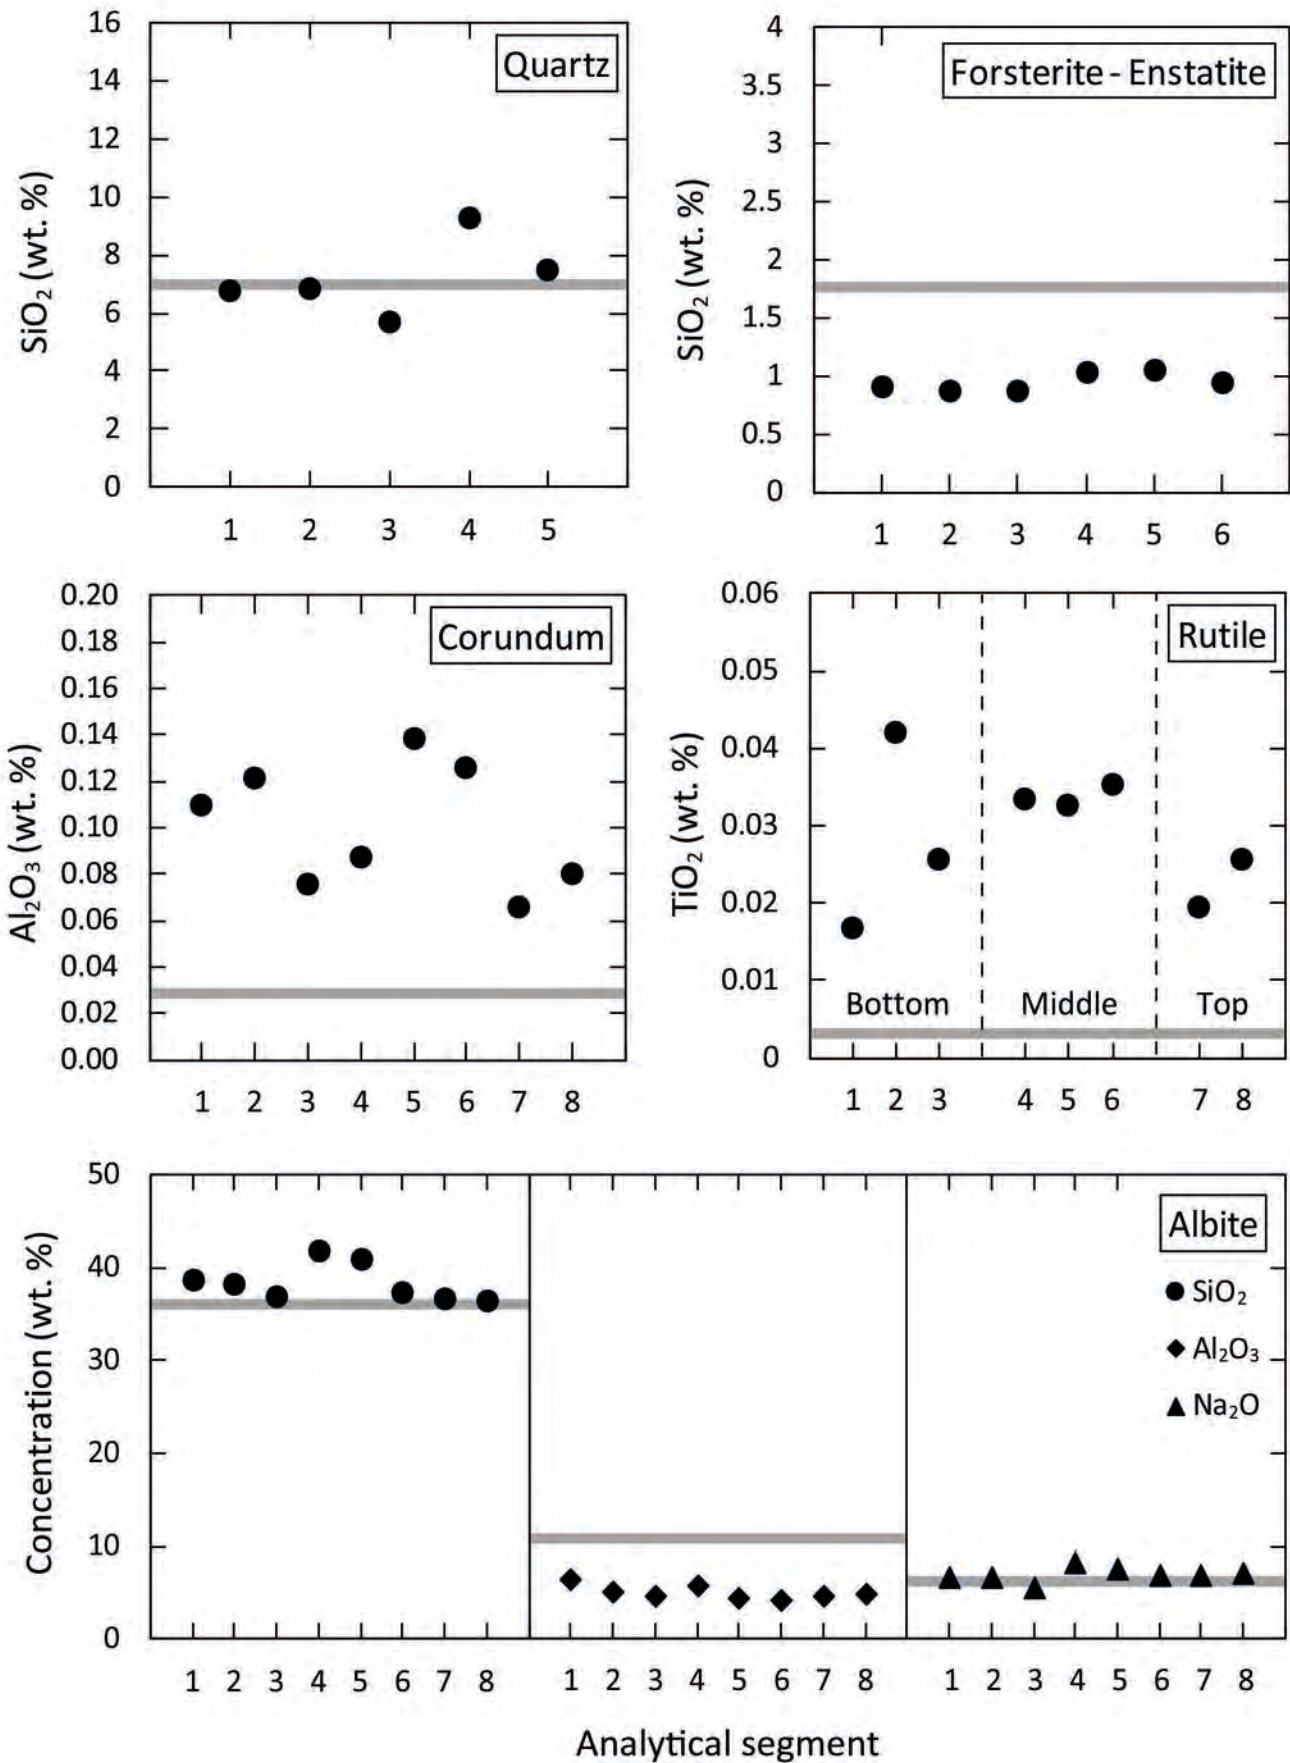 Quartz
SiO₂ (wt. %)
16
14
12
10
8
6
4
2
0
1 2 3 4 5
Forsterite - Enstatite
SiO₂ (wt. %)
4
3.5
3
2.5
2
1.5
1
0.5
0
1 2 3 4 5 6
Corundum
Al₂O₃ (wt. %)
0.20
0.18
0.16
0.14
0.12
0.10
0.08
0.06
0.04
0.02
0.00
1 2 3 4 5 6 7 8
Rutile
TiO₂ (wt. %)
0.06
0.05
0.04
0.03
0.02
0.01
0
Bottom Middle Top
1 2 3 4 5 6 7 8
Albite
SiO₂
Al₂O₃
Na₂O
Concentration (wt. %)
50
40
30
20
10
0
1 2 3 4 5 6 7 8 1 2 3 4 5 6 7 8 1 2 3 4 5 6 7 8
Analytical segment